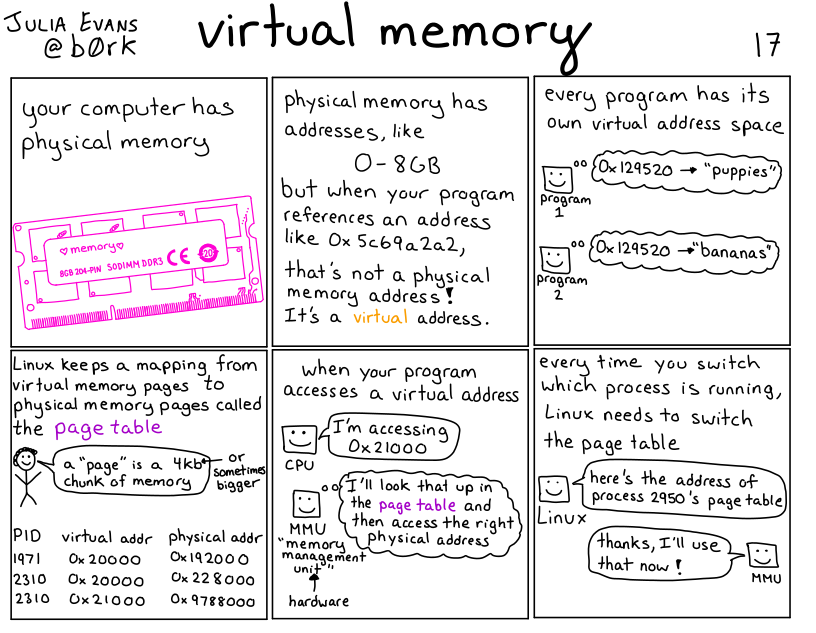 JULIA EVANS
@b0rk
virtual memory
17
your computer has
physical memory
♡memory♡
8GB 204-PIN SODIMM DDR3 CE 20
physical memory has
addresses, like
0-8GB
but when your program
references an address
like 0x5c69a2a2,
that's not a physical
memory address!
It's a virtual address.
every program has its
own virtual address space
program
1
0x129520 → "puppies"
program
2
0x129520 → "bananas"
Linux keeps a mapping from
virtual memory pages to
physical memory pages called
the page table
a "page" is a 4kb
chunk of memory
or
sometimes
bigger
PID virtual addr physical addr
1971 0x20000 0x192000
2310 0x20000 0x228000
2310 0x21000 0x9788000
when your program
accesses a virtual address
CPU
I'm accessing
0x21000
MMU
"memory
management
unit"
hardware
I'll look that up in
the page table and
then access the right
physical address
every time you switch
which process is running,
Linux needs to switch
the page table
Linux
here's the address of
process 2950's page table
thanks, I'll use
that now!
MMU